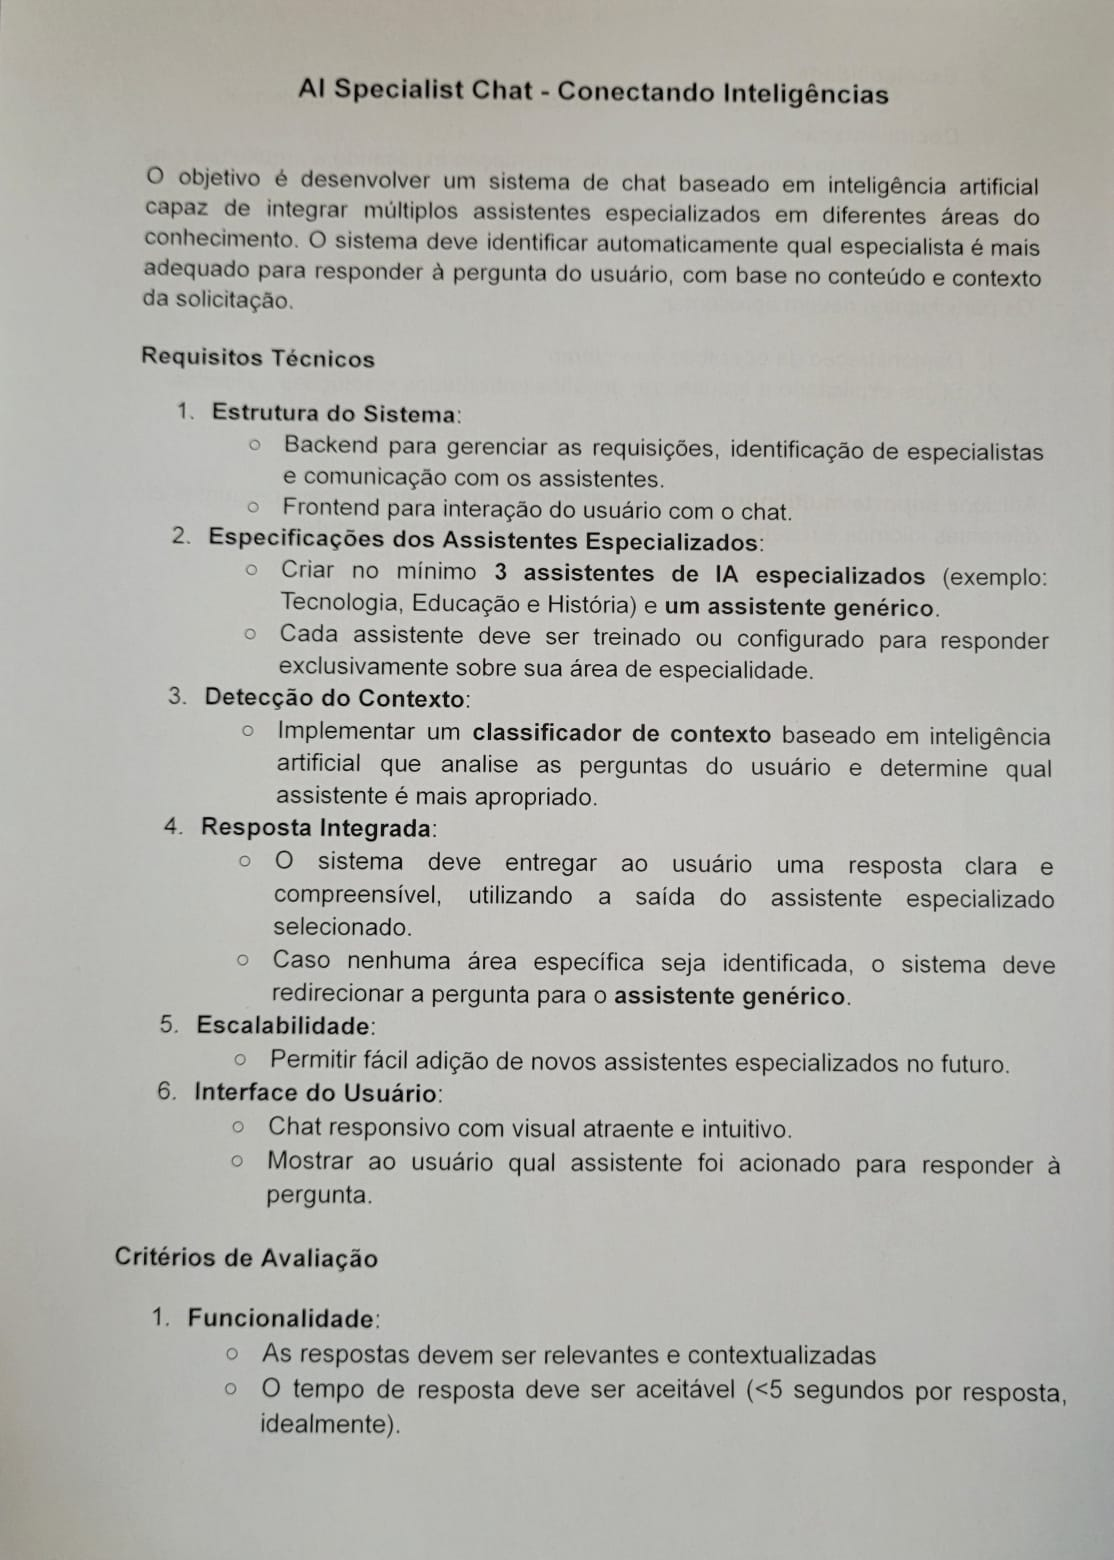 AI Specialist Chat - Conectando Inteligências
O objetivo é desenvolver um sistema de chat baseado em inteligência artificial
capaz de integrar múltiplos assistentes especializados em diferentes áreas do
conhecimento. O sistema deve identificar automaticamente qual especialista é mais
adequado para responder à pergunta do usuário, com base no conteúdo e contexto
da solicitação.
Requisitos Técnicos
1. Estrutura do Sistema:
○ Backend para gerenciar as requisições, identificação de especialistas
e comunicação com os assistentes.
○ Frontend para interação do usuário com o chat.
2. Especificações dos Assistentes Especializados:
○ Criar no mínimo 3 assistentes de IA especializados (exemplo:
Tecnologia, Educação e História) e um assistente genérico.
○ Cada assistente deve ser treinado ou configurado para responder
exclusivamente sobre sua área de especialidade.
3. Detecção do Contexto:
○ Implementar um classificador de contexto baseado em inteligência
artificial que analise as perguntas do usuário e determine qual
assistente é mais apropriado.
4. Resposta Integrada:
○ O sistema deve entregar ao usuário uma resposta clara e
compreensível, utilizando a saída do assistente especializado
selecionado.
○ Caso nenhuma área específica seja identificada, o sistema deve
redirecionar a pergunta para o assistente genérico.
5. Escalabilidade:
○ Permitir fácil adição de novos assistentes especializados no futuro.
6. Interface do Usuário:
○ Chat responsivo com visual atraente e intuitivo.
○ Mostrar ao usuário qual assistente foi acionado para responder à
pergunta.
Critérios de Avaliação
1. Funcionalidade:
○ As respostas devem ser relevantes e contextualizadas
○ O tempo de resposta deve ser aceitável (<5 segundos por resposta,
idealmente).